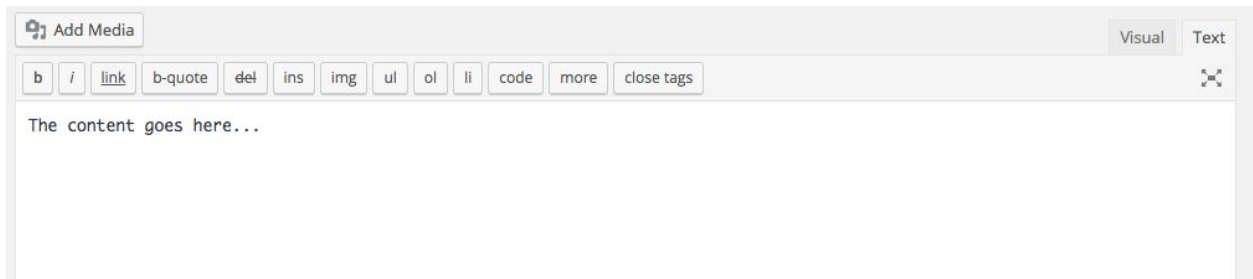 Add Media
Visual Text
b i link b-quote del ins img ul ol li code more close tags
The content goes here...